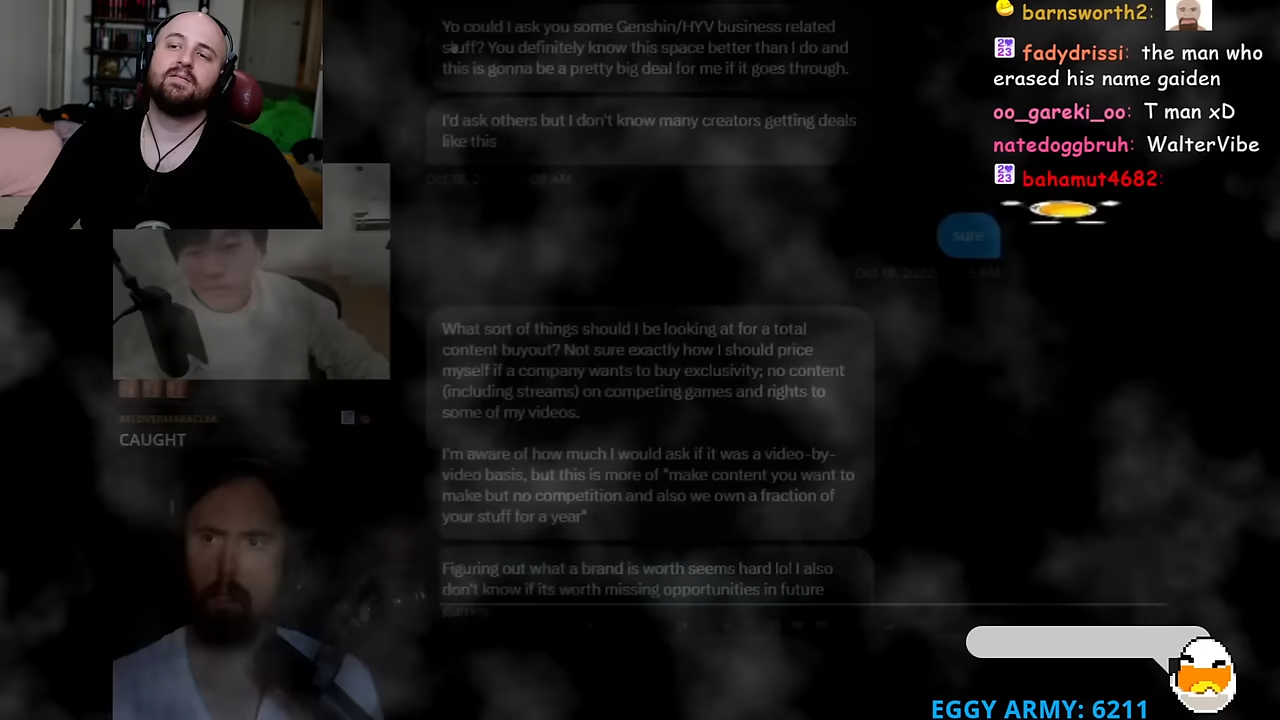 Yo could I ask you some Genshin/HYV business related
stuff? You definitely know this space better than I do and
this is gonna be a pretty big deal for me if it goes through.
I'd ask others but I don't know many creators getting deals
like this
sure
Oct 18, 2022
What sort of things should I be looking at for a total
content buyout? Not sure exactly how I should price
myself if a company wants to buy exclusivity; no content
(including streams) on competing games and rights to
some of my videos.
I'm aware of how much I would ask if it was a video-by-
video basis, but this is more of "make content you want to
make but no competition and also we own a fraction of
your stuff for a year"
Figuring out what a brand is worth seems hard lol I also
don't know if its worth missing opportunities in future
games
BELOVEDMARACLEA
CAUGHT
barnsworth2:
fadydrissi: the man who
erased his name gaiden
oo_gareki_oo: T man xD
natedoggbruh: WalterVibe
bahamut4682:
EGGY ARMY: 6211